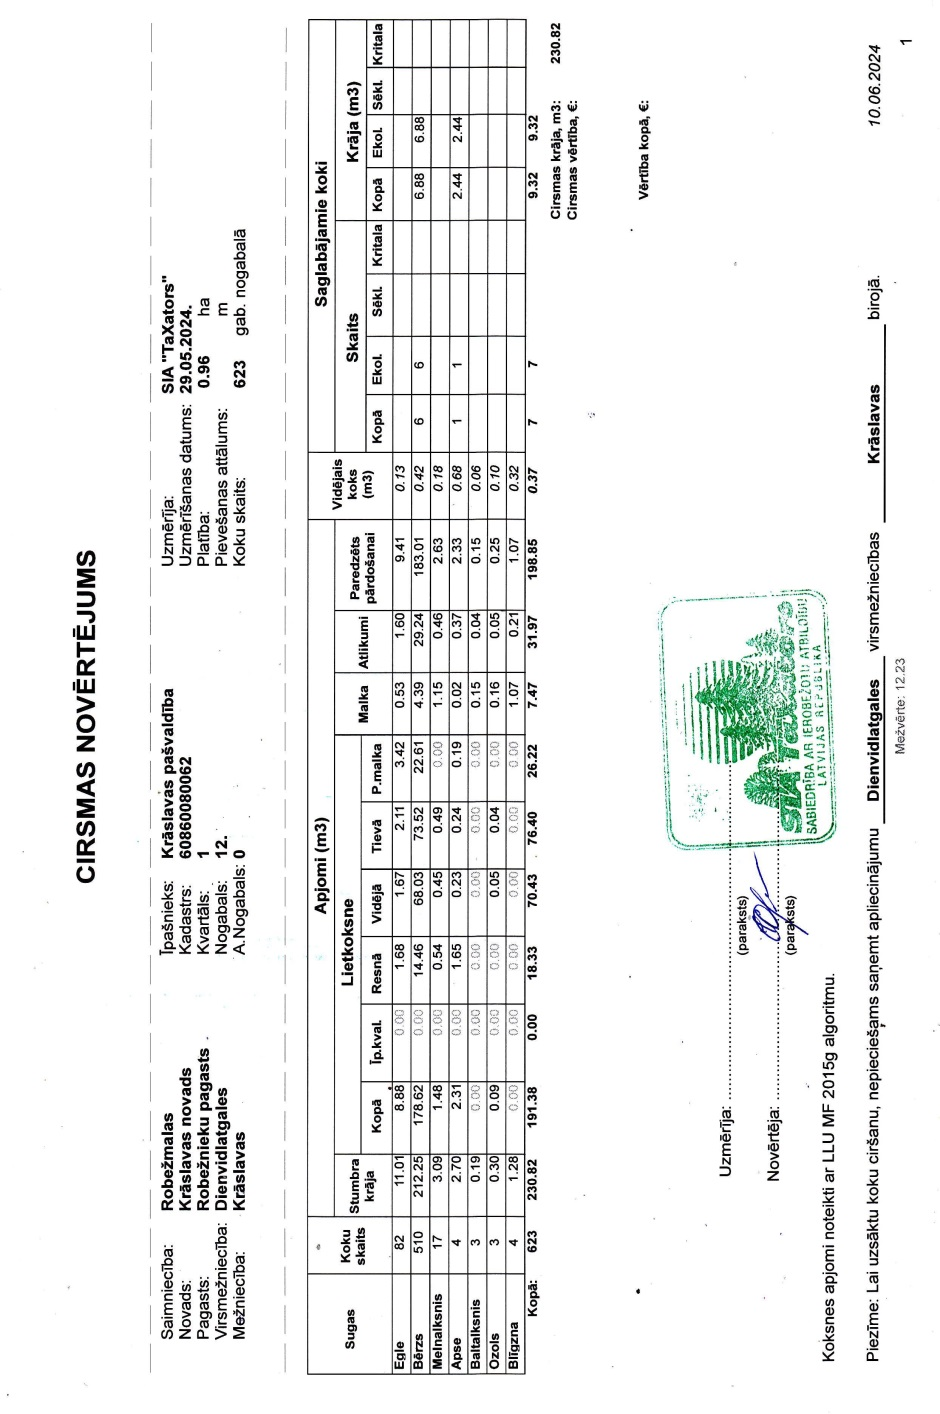 CIRSMAS NOVĒRTĒJUMS
Saimniecība: Robežmalas Īpašnieks: Krāslavas pašvaldība Uzmērīja: SIA "TaXators"
Novads: Krāslavas novads Kadastrs: 60860080062 Uzmērīšanas datums: 29.05.2024.
Pagasts: Robežnieku pagasts Kvartāls: 1 Platība: 0.96 ha
Virsmežniecība: Dienvidlatgales Nogabals: 12. Pievešanas attālums: m
Mežniecība: Krāslavas A.Nogabals: 0 Koku skaits: 623 gab. nogabalā
Sugas Koku skaits Stumbra krāja Apjomi (m3) Vidējais koks (m3) Saglabājamie koki
Lietkoksne Malka Atlikumi Paredzēts pārdošanai Skaits Krāja (m3)
Kopā Īp.kval. Resnā Vidējā Tievā P.malka Kopā Ekol. Sēkl. Kritala Kopā Ekol. Sēkl. Kritala
Egle 82 11.01 8.88 0.00 1.68 1.67 2.11 3.42 0.53 1.60 9.41 0.13
Bērzs 510 212.25 178.62 0.00 14.46 68.03 73.52 22.61 4.39 29.24 183.01 0.42 6 6 6.88 6.88
Melnalksnis 17 3.09 1.48 0.00 0.54 0.45 0.49 0.00 1.15 0.46 2.63 0.18
Apse 4 2.70 2.31 0.00 1.65 0.23 0.24 0.19 0.02 0.37 2.33 0.68 1 1 2.44 2.44
Baltalksnis 3 0.19 0.00 0.00 0.00 0.00 0.00 0.00 0.15 0.04 0.15 0.06
Ozols 3 0.30 0.09 0.00 0.00 0.05 0.04 0.00 0.16 0.05 0.25 0.10
Blīgzna 4 1.28 0.00 0.00 0.00 0.00 0.00 0.00 1.07 0.21 1.07 0.32
Kopā: 623 230.82 191.38 0.00 18.33 70.43 76.40 26.22 7.47 31.97 198.85 0.37 7 7 9.32 9.32
Cirsmas krāja, m3: 230.82
Cirsmas vērtība, €:
Vērtība kopā, €:
Uzmērīja:
(paraksts)
Novērtēja:
(paraksts)
SIA TaXators
SABIEDRĪBA AR IEROBEŽOTU ATBILDĪBU
LATVIJAS REPUBLIKA
Koksnes apjomi noteikti ar LLU MF 2015g algoritmu.
Piezīme: Lai uzsāktu koku ciršanu, nepieciešams saņemt apliecinājumu Dienvidlatgales virsmežniecības Krāslavas birojā. 10.06.2024
Mežvērte: 12.23
1